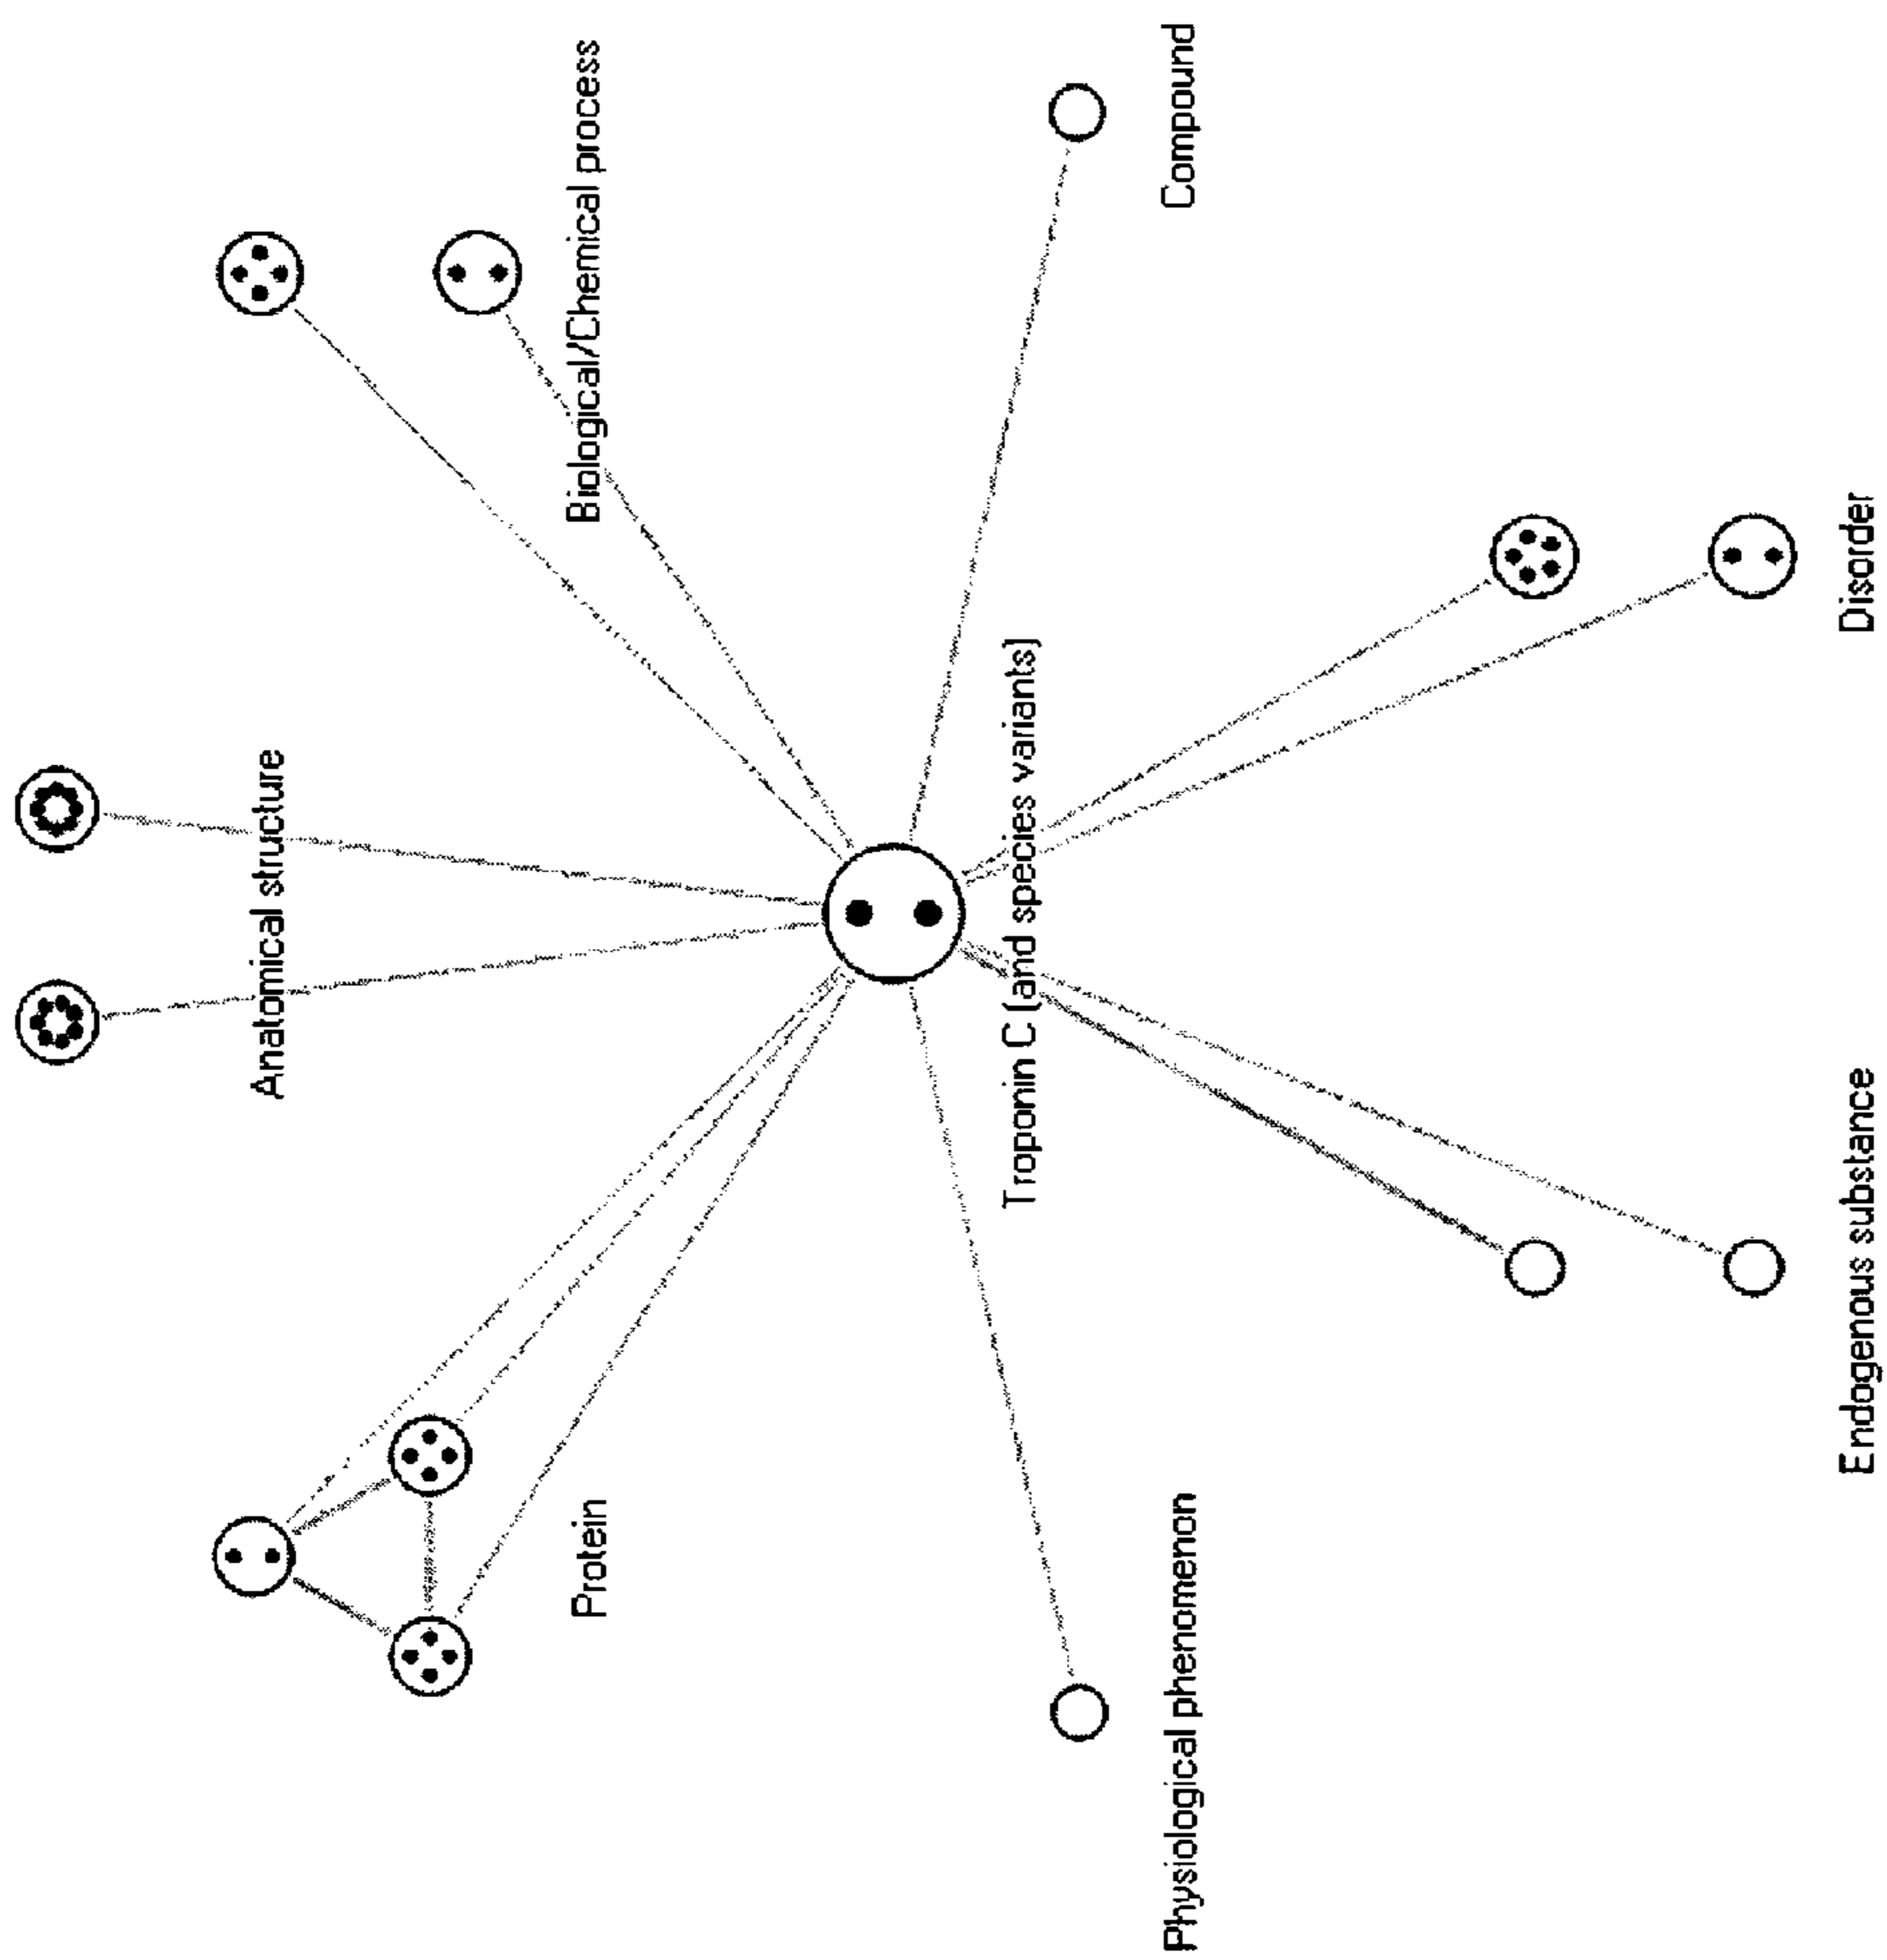 Anatomical structure
Biological/Chemical process
Protein
Compound
Troponin C (and species variants)
Physiological phenomenon
Disorder
Endogenous substance